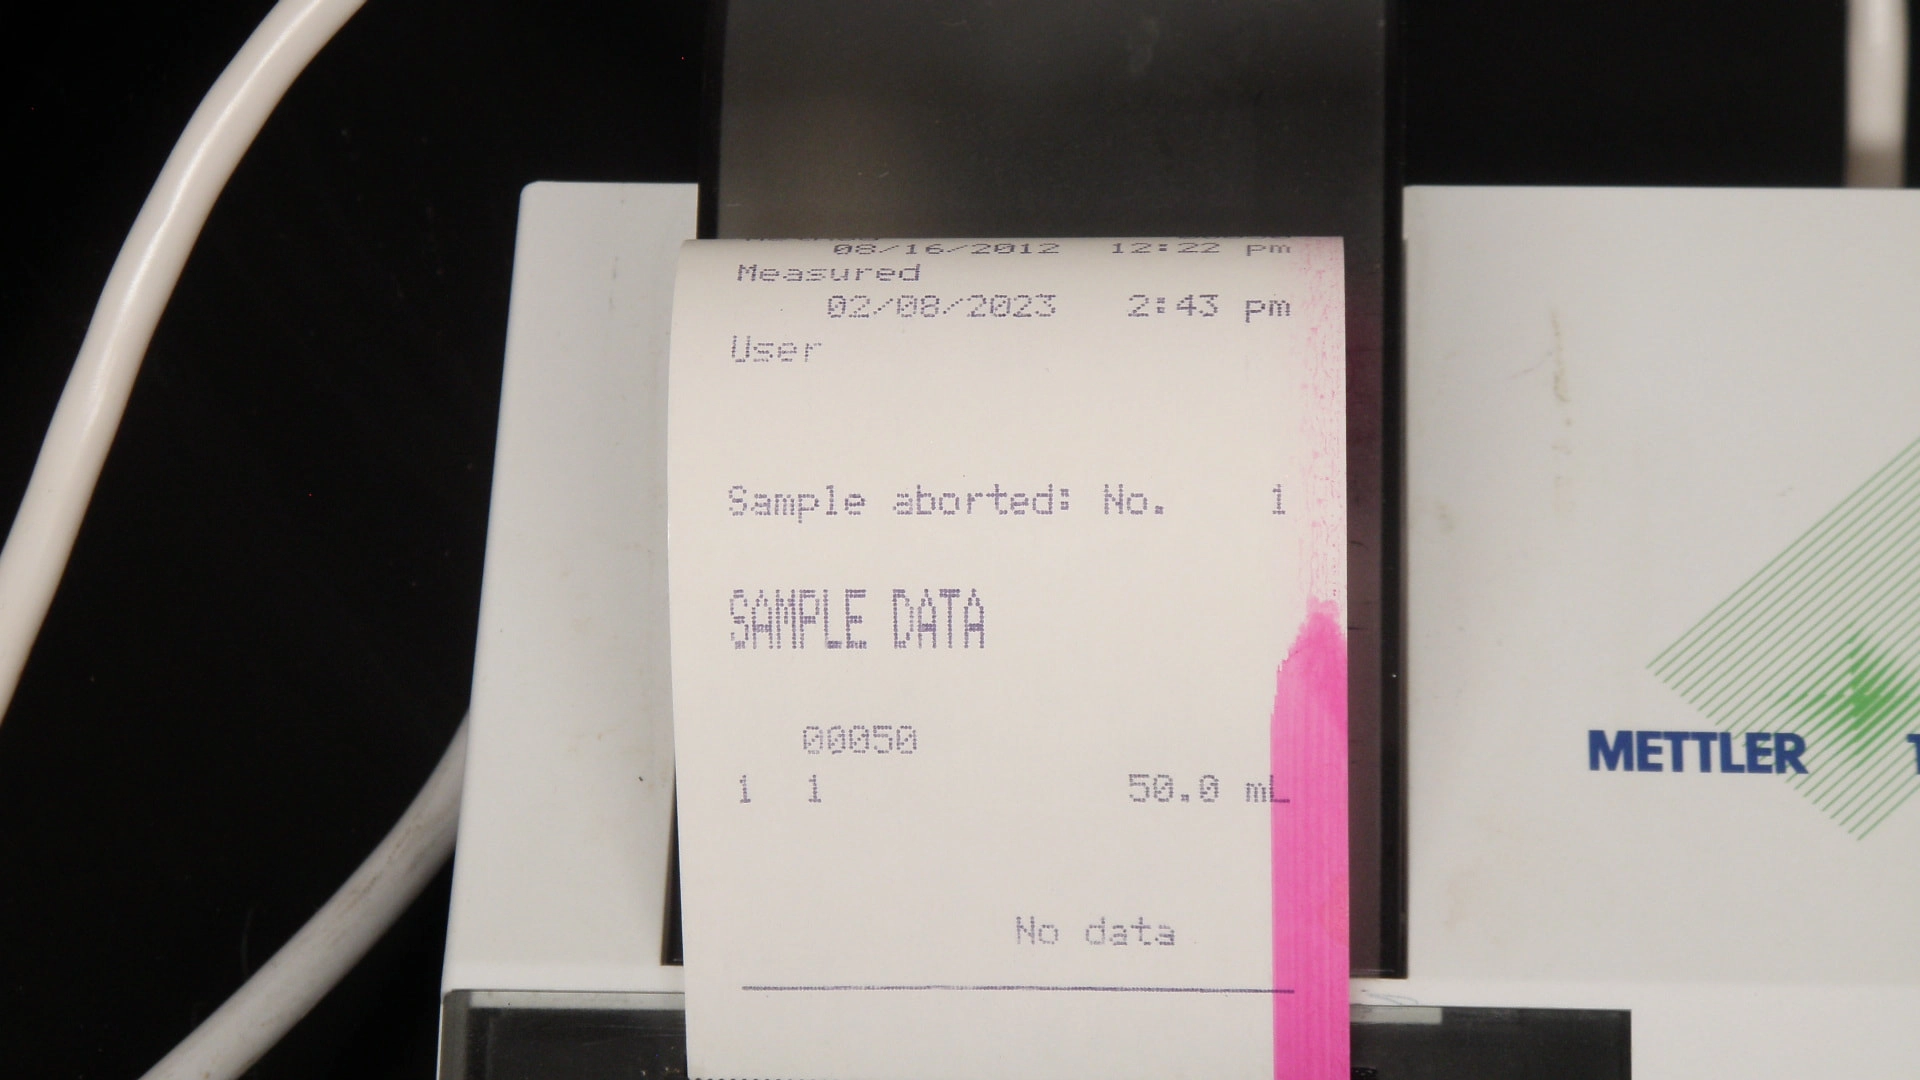 08/16/2012 12:22 pm
Measured
02/08/2023 2:43 pm
User
Sample aborted: No. 1
SAMPLE DATA
00050
1 1 50.0 mL
No data
METTLER